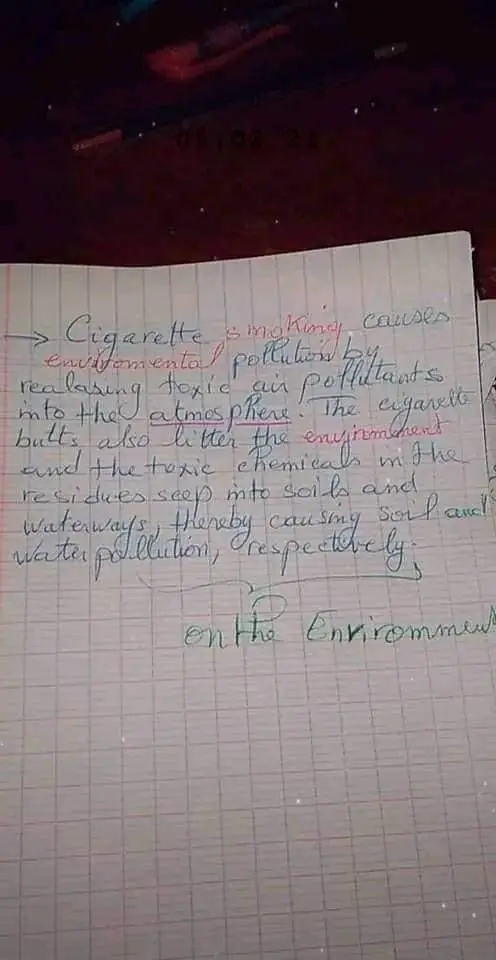 → Cigarette smoking causes
enviromental pollution by
realasing toxic air pollutants
into the atmosphere. The cigarette
butts also litter the envirnment
and the toxic chemicals in the
residues seep into soils and
waterways, thereby causing soil and
water pollution, respectively.
on the Enviromment